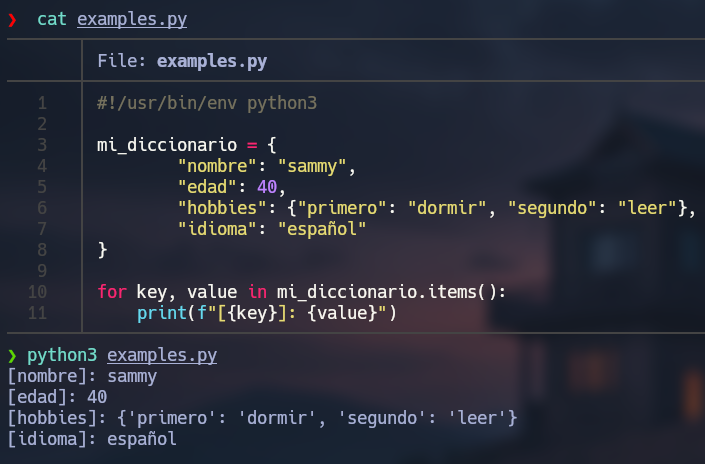 ❯ cat examples.py
File: examples.py
1 #!/usr/bin/env python3
2
3 mi_diccionario = {
4         "nombre": "sammy",
5         "edad": 40,
6         "hobbies": {"primero": "dormir", "segundo": "leer"},
7         "idioma": "español"
8 }
9
10 for key, value in mi_diccionario.items():
11     print(f"[{key}]: {value}")
❯ python3 examples.py
[nombre]: sammy
[edad]: 40
[hobbies]: {'primero': 'dormir', 'segundo': 'leer'}
[idioma]: español